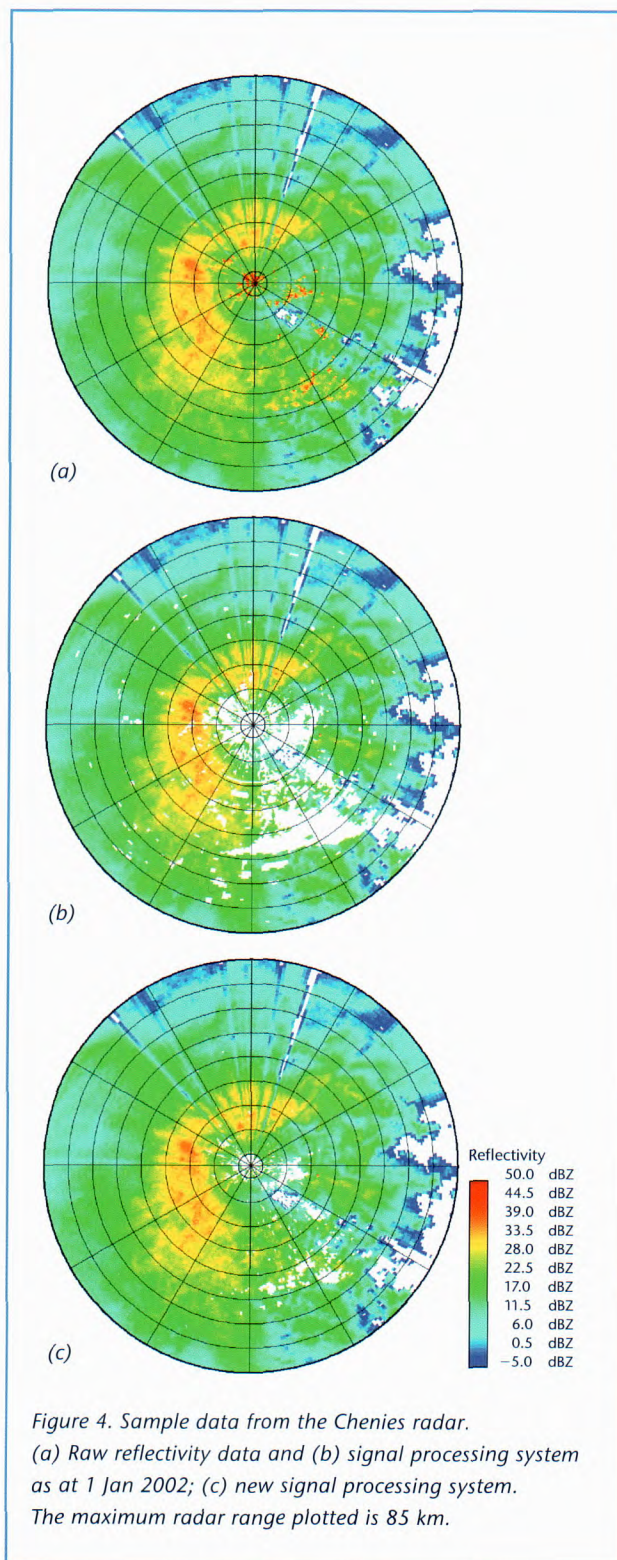 (a)
(b)
(c)
Reflectivity
50.0 dBZ
44.5 dBZ
39.0 dBZ
33.5 dBZ
28.0 dBZ
22.5 dBZ
17.0 dBZ
11.5 dBZ
6.0 dBZ
0.5 dBZ
−5.0 dBZ
Figure 4. Sample data from the Chenies radar.
(a) Raw reflectivity data and (b) signal processing system
as at 1 Jan 2002; (c) new signal processing system.
The maximum radar range plotted is 85 km.